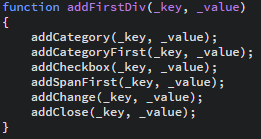 function addFirstDiv(_key, _value)
{
    addCategory(_key, _value);
    addCategoryFirst(_key, _value);
    addCheckbox(_key, _value);
    addSpanFirst(_key, _value);
    addChange(_key, _value);
    addClose(_key, _value);
}